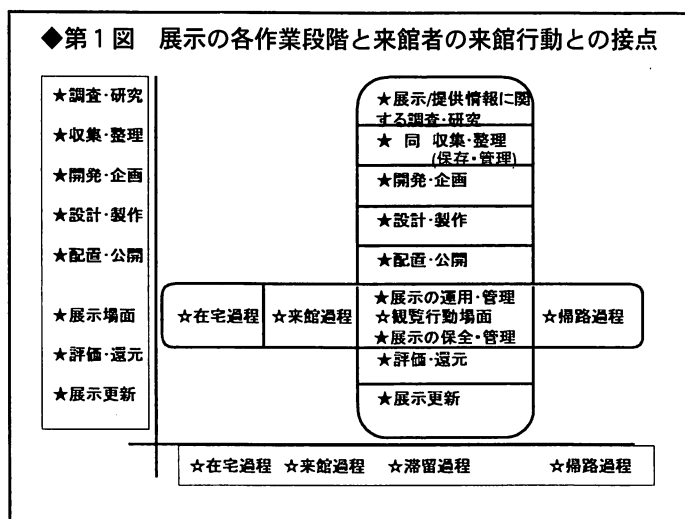 ◆第1図 展示の各作業段階と来館者の来館行動との接点
★調査・研究
★収集・整理
★開発・企画
★設計・製作
★配置・公開
★展示場面
★評価・還元
★展示更新
★展示/提供情報に関
する調査・研究
★ 同 収集・整理
(保存・管理)
★開発・企画
★設計・製作
★配置・公開
☆在宅過程
☆来館過程
★展示の運用・管理
☆観覧行動場面
★展示の保全・管理
☆帰路過程
★評価・還元
★展示更新
☆在宅過程 ☆来館過程 ☆滞留過程 ☆帰路過程